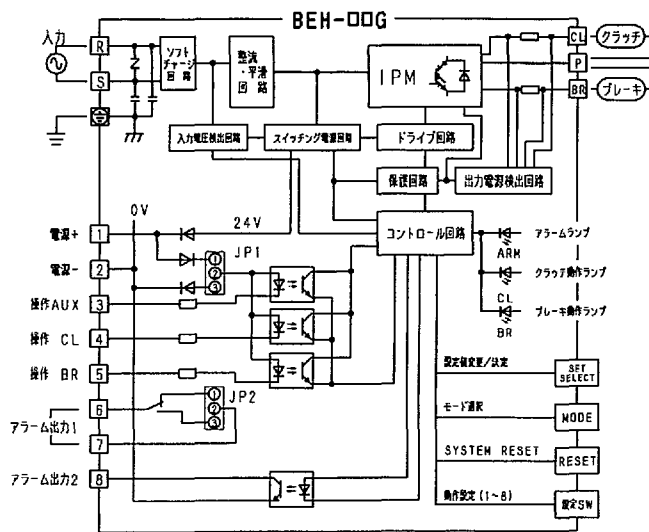 BEH-□□G
入力
R
S
ソフト
チャージ
回路
整流
・平滑
回路
IPM
CL
クラッチ
P
BR
ブレーキ
入力電圧検出回路
スイッチング電源回路
ドライブ回路
保護回路
出力電源検出回路
コントロール回路
0V
24V
電源+
1
電源-
2
操作AUX
3
操作 CL
4
操作 BR
5
6
アラーム出力1
7
アラーム出力2
8
JP1
①
②
③
JP2
①
②
③
アラームランプ
ARM
クラッチ動作ランプ
CL
ブレーキ動作ランプ
BR
設定値変更/決定
SET
SELECT
モード選択
MODE
SYSTEM RESET
RESET
動作設定(1~8)
設定SW